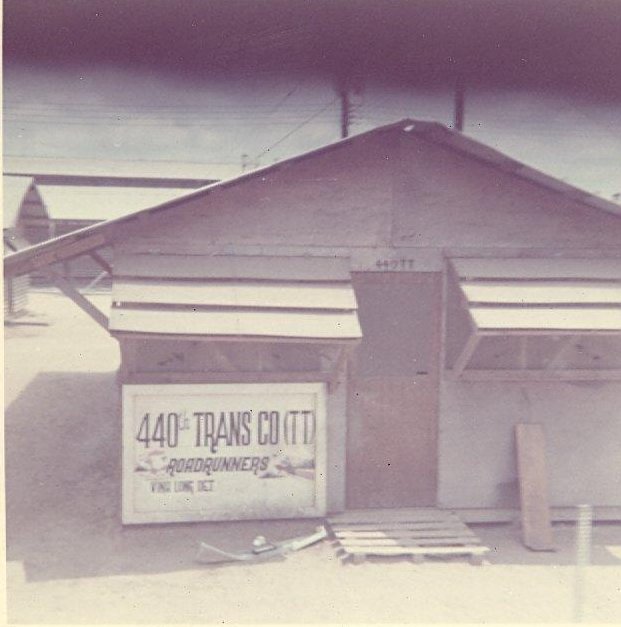 440TT
440th TRANS CO (TT)
"ROADRUNNERS"
VINH LONG DET